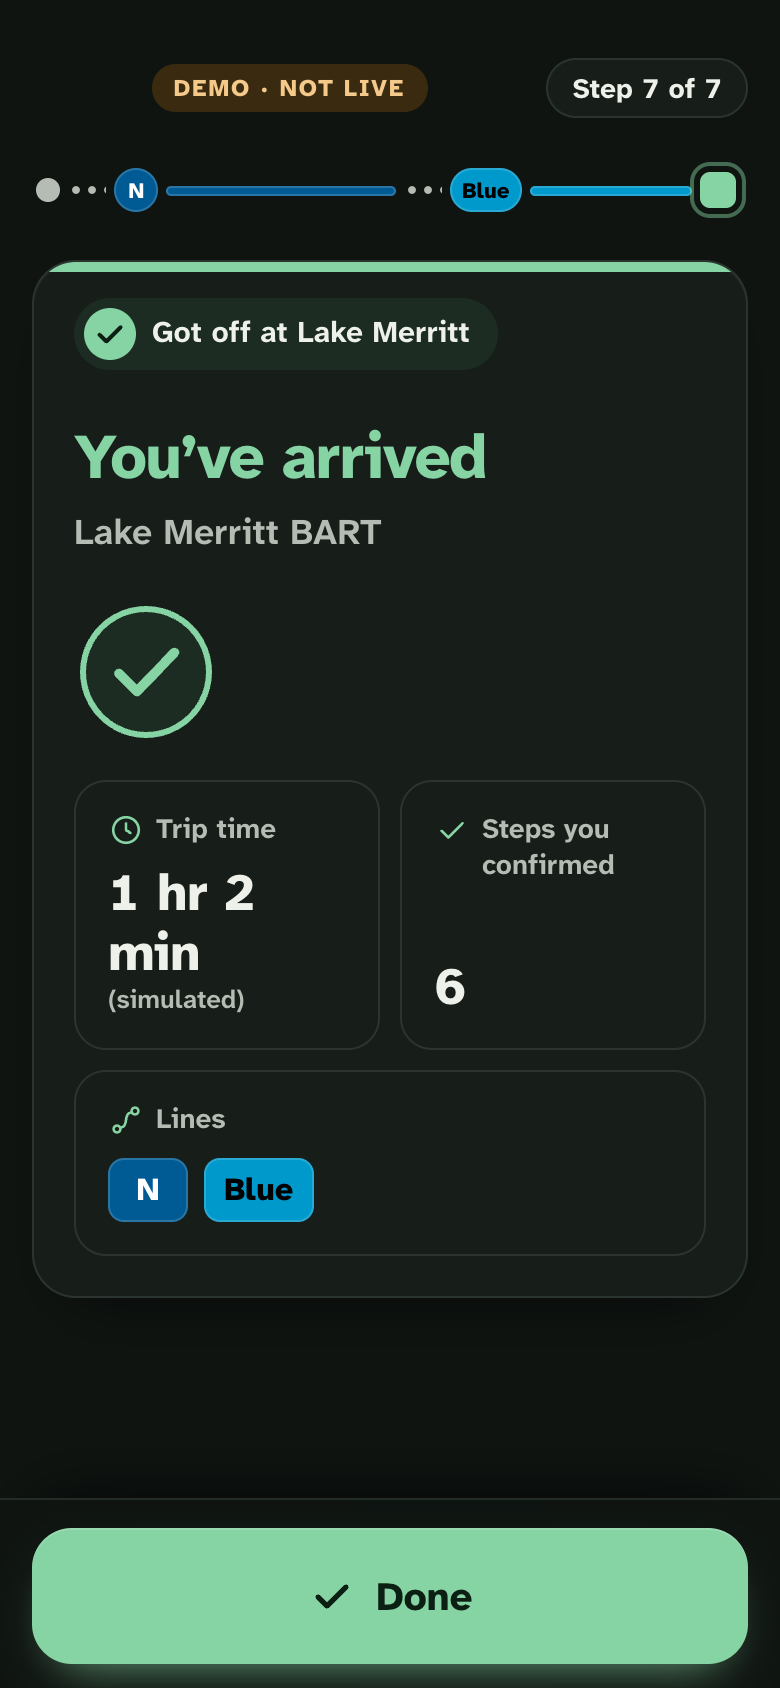 DEMO · NOT LIVE
Step 7 of 7
N
Blue
Got off at Lake Merritt
You’ve arrived
Lake Merritt BART
Trip time
1 hr 2
min
(simulated)
Steps you
confirmed
6
Lines
N
Blue
Done